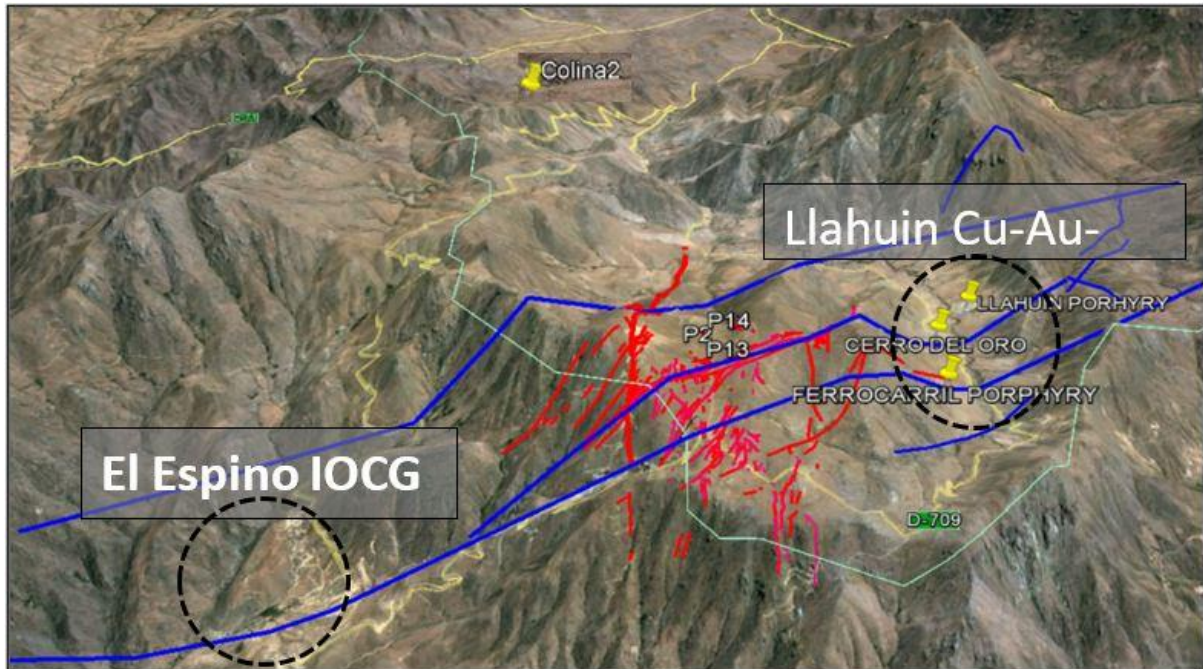 Colina2
Llahuin Cu-Au-
LLAHUIN PORHYRY
P14
P2
P13
CERRO DEL ORO
FERROCARRIL PORPHYRY
El Espino IOCG
D-709